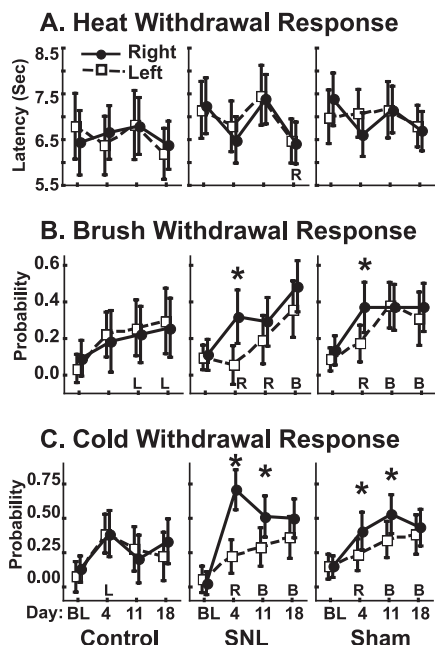 A. Heat Withdrawal Response
Latency (Sec)
8.5
7.5
6.5
5.5
Right
Left
R
B. Brush Withdrawal Response
Probability
0.6
0.4
0.2
0.0
L L
* R R B
* R B B
C. Cold Withdrawal Response
Probability
0.75
0.50
0.25
0.00
L
* * R B B
* * R B B
Day: BL 4 11 18 BL 4 11 18 BL 4 11 18
Control SNL Sham